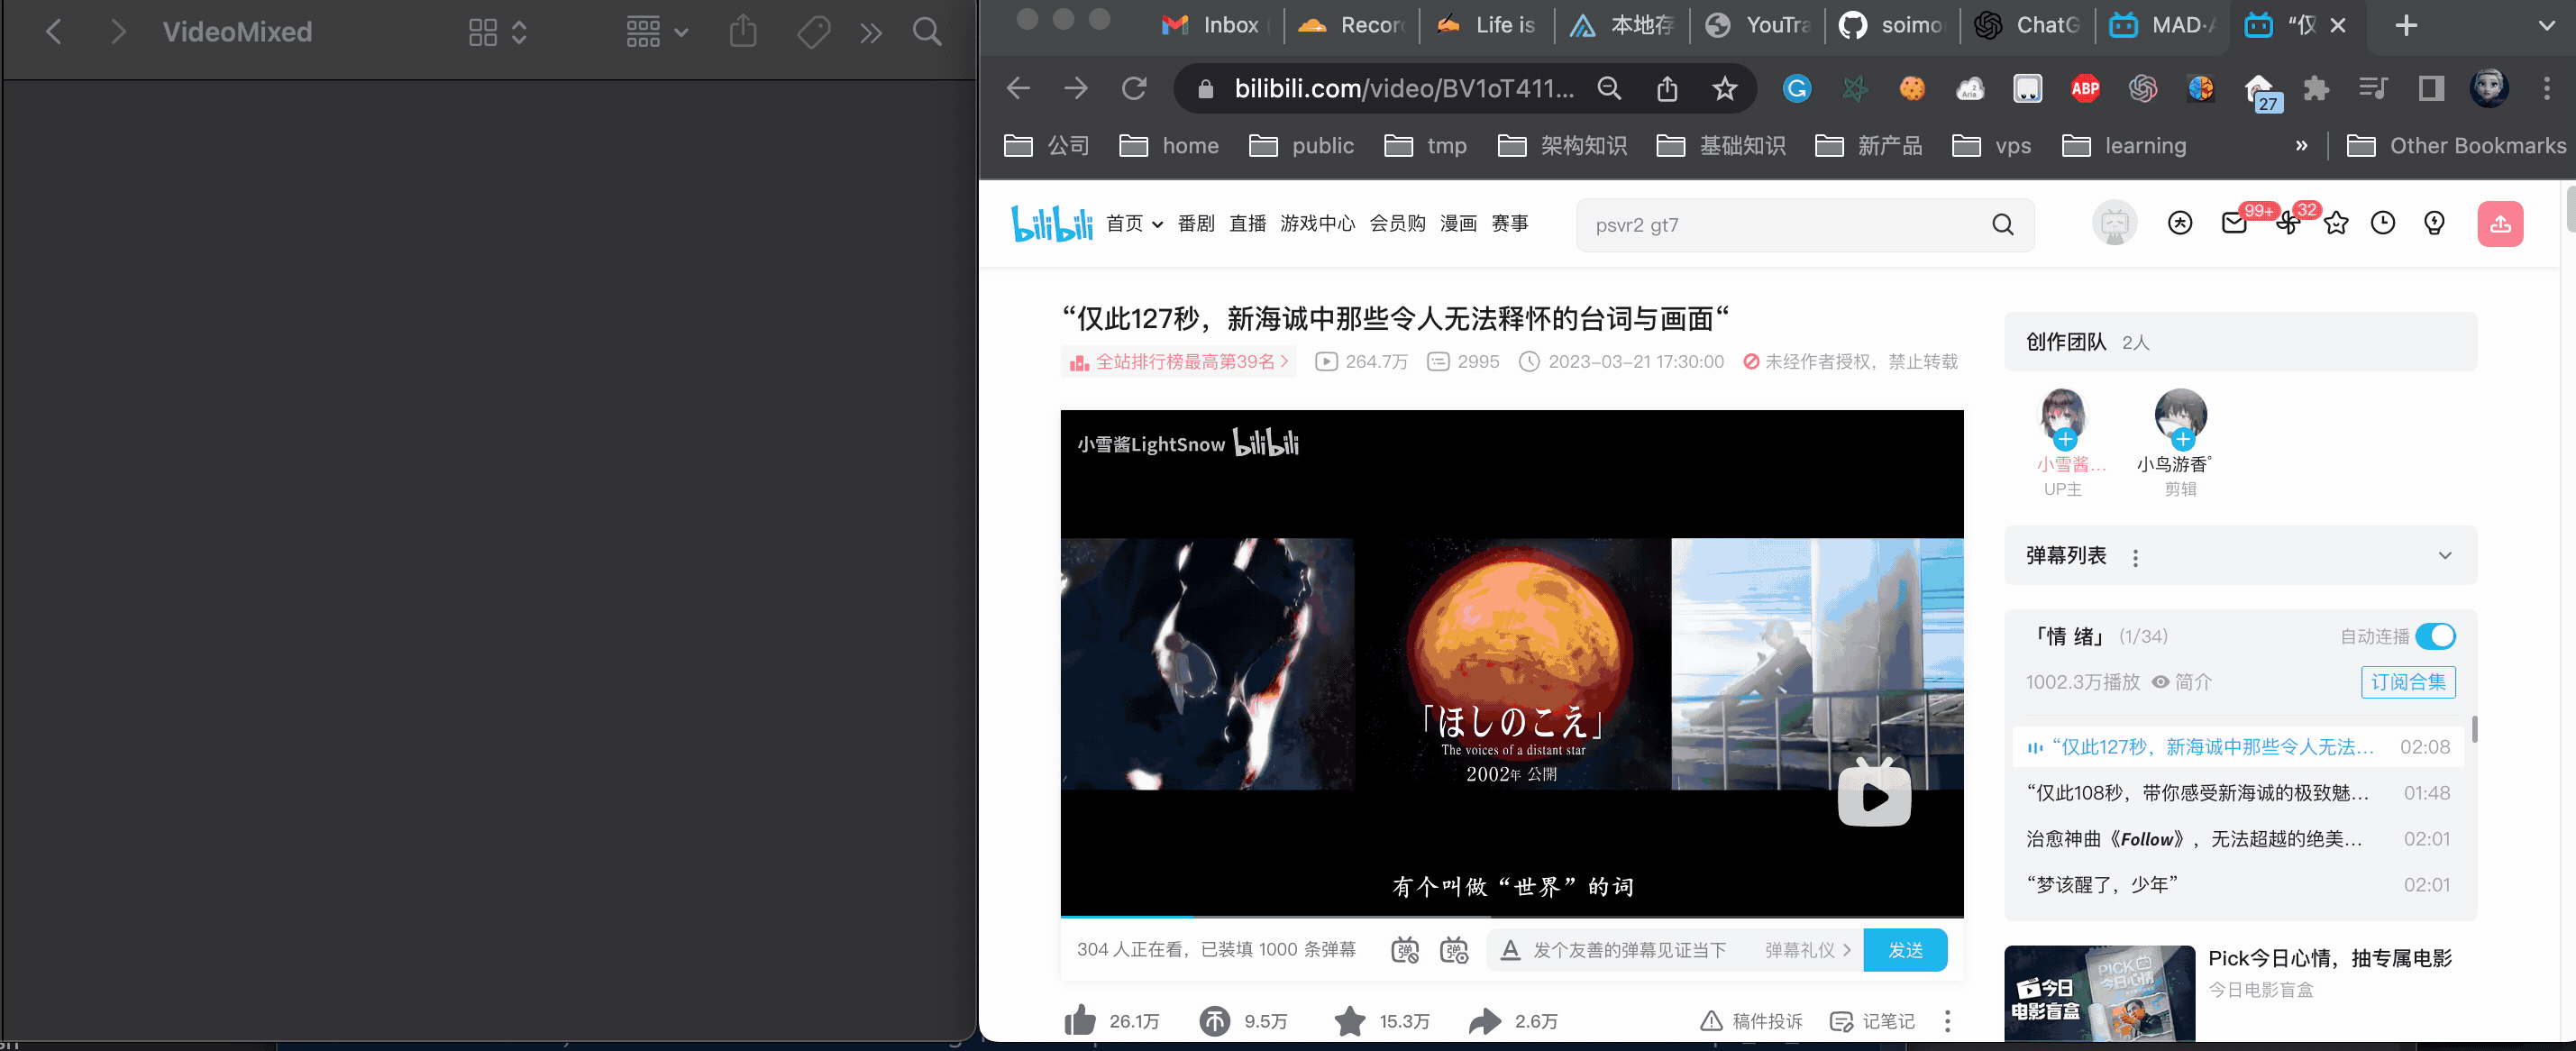 VideoMixed
Inbox
Recor
Life is
本地存
YouTra
soimo
ChatG
MAD·
“仅
bilibili.com/video/BV1oT411...
ABP
27
公司
home
public
tmp
架构知识
基础知识
新产品
vps
learning
»
Other Bookmarks
bilibili
首页
番剧
直播
游戏中心
会员购
漫画
赛事
psvr2 gt7
99+
32
“仅此127秒，新海诚中那些令人无法释怀的台词与画面“
全站排行榜最高第39名 >
264.7万
2995
2023-03-21 17:30:00
未经作者授权，禁止转载
小雪酱LightSnow bilibili
「ほしのこえ」
The voices of a distant star
2002年 公開
有个叫做“世界”的词
304 人正在看，已装填 1000 条弹幕
发个友善的弹幕见证当下
弹幕礼仪 >
发送
26.1万
9.5万
15.3万
2.6万
稿件投诉
记笔记
创作团队 2人
小雪酱...
UP主
小鸟游香°
剪辑
弹幕列表
「情 绪」 (1/34)
自动连播
1002.3万播放
简介
订阅合集
“仅此127秒，新海诚中那些令人无法... 02:08
“仅此108秒，带你感受新海诚的极致魅... 01:48
治愈神曲《Follow》，无法超越的绝美... 02:01
“梦该醒了，少年” 02:01
今日
电影盲盒
PICK
今日心情
Pick今日心情，抽专属电影
今日电影盲盒